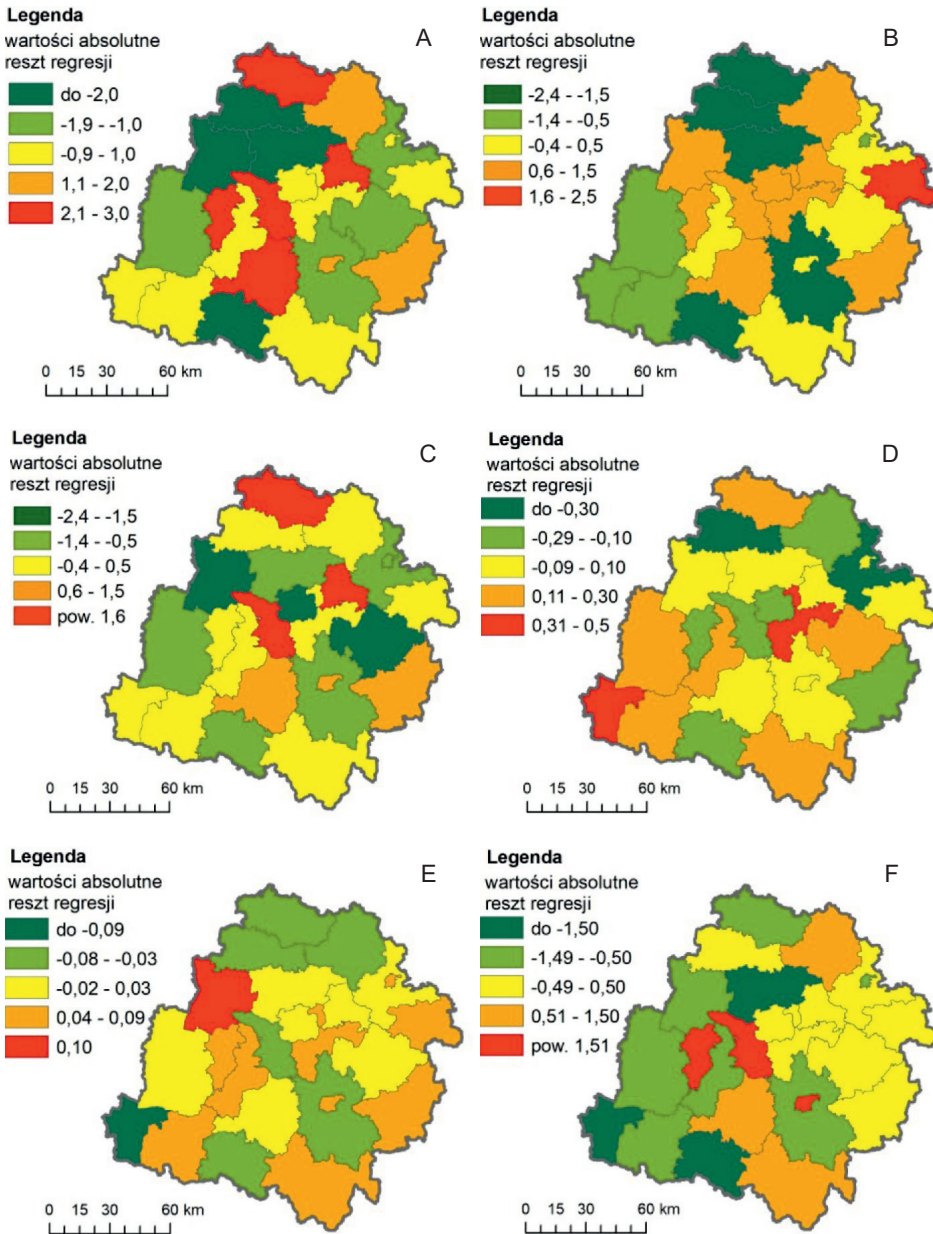 Legenda
wartości absolutne
reszt regresji
do -2,0
-1,9 - -1,0
-0,9 - 1,0
1,1 - 2,0
2,1 - 3,0
A
0 15 30 60 km
Legenda
wartości absolutne
reszt regresji
-2,4 - -1,5
-1,4 - -0,5
-0,4 - 0,5
0,6 - 1,5
1,6 - 2,5
B
0 15 30 60 km
Legenda
wartości absolutne
reszt regresji
-2,4 - -1,5
-1,4 - -0,5
-0,4 - 0,5
0,6 - 1,5
pow. 1,6
C
0 15 30 60 km
Legenda
wartości absolutne
reszt regresji
do -0,30
-0,29 - -0,10
-0,09 - 0,10
0,11 - 0,30
0,31 - 0,5
D
0 15 30 60 km
Legenda
wartości absolutne
reszt regresji
do -0,09
-0,08 - -0,03
-0,02 - 0,03
0,04 - 0,09
0,10
E
0 15 30 60 km
Legenda
wartości absolutne
reszt regresji
do -1,50
-1,49 - -0,50
-0,49 - 0,50
0,51 - 1,50
pow. 1,51
F
0 15 30 60 km